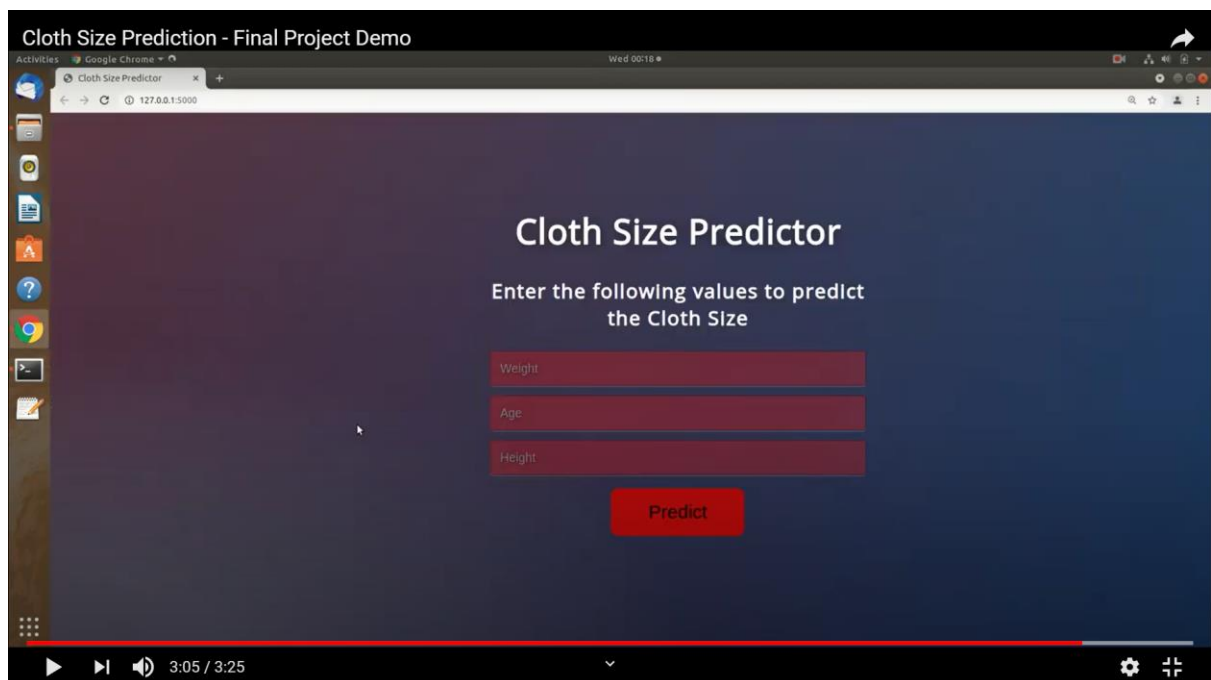 Cloth Size Prediction - Final Project Demo
Activities Google Chrome Wed 00:18
Cloth Size Predictor
127.0.0.1:5000
Cloth Size Predictor
Enter the following values to predict
the Cloth Size
Weight
Age
Height
Predict
3:05 / 3:25